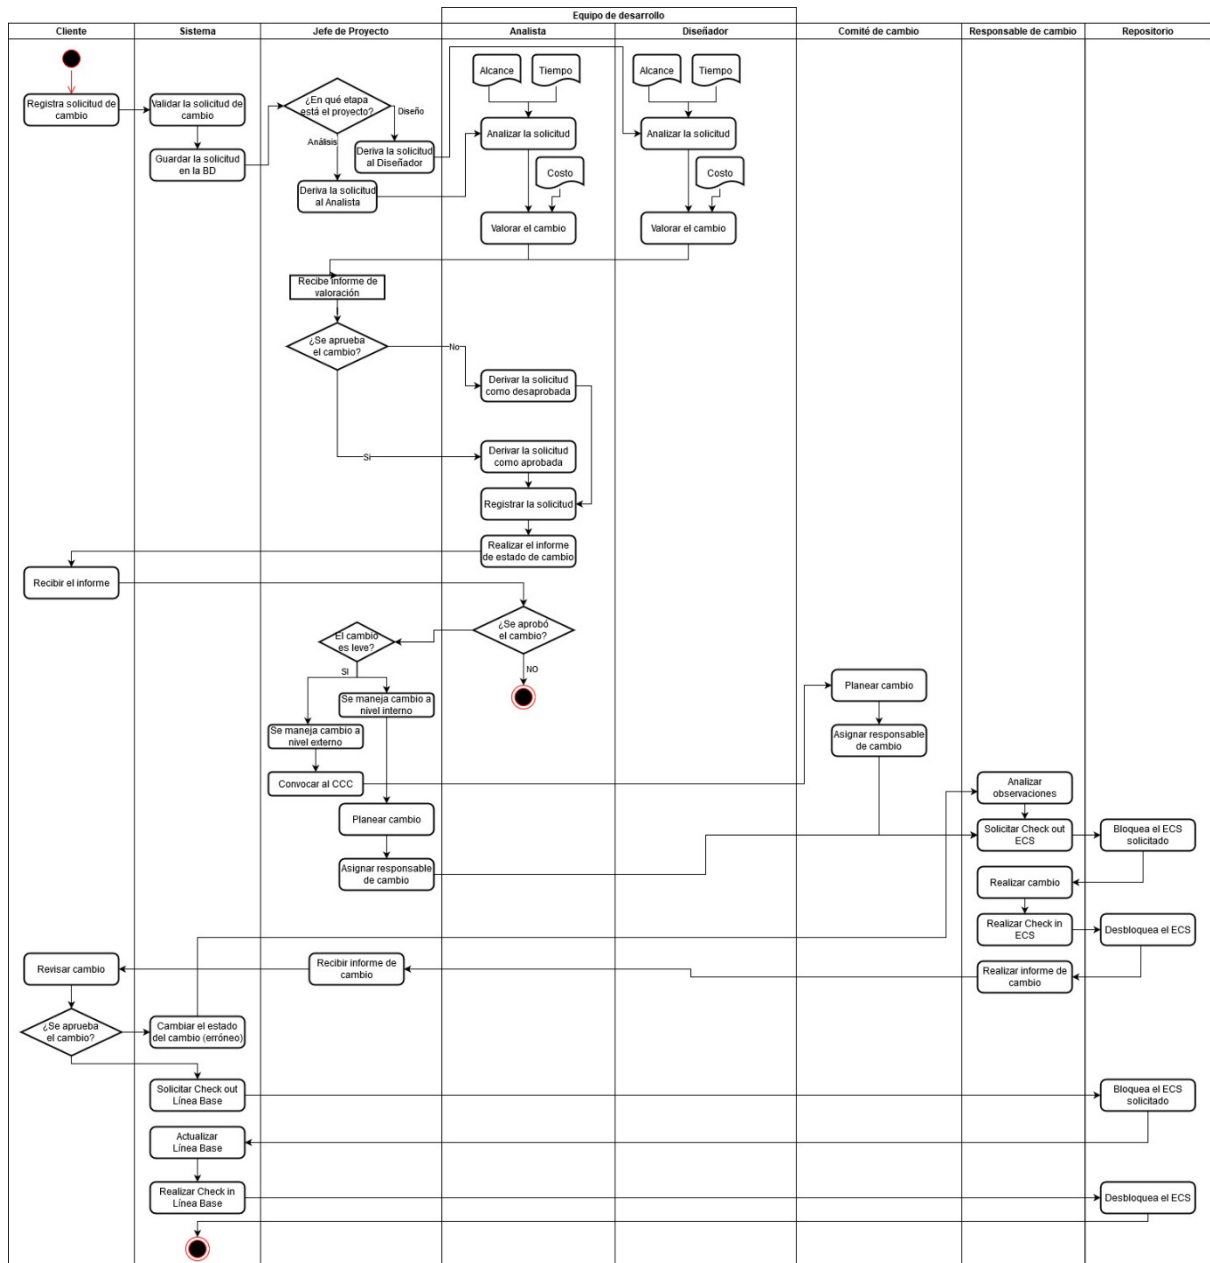 Equipo de desarrollo
Cliente
Sistema
Jefe de Proyecto
Analista
Diseñador
Comité de cambio
Responsable de cambio
Repositorio
Registra solicitud de
cambio
Validar la solicitud de
cambio
Guardar la solicitud
en la BD
¿En qué etapa
está el proyecto?
Diseño
Análisis
Deriva la solicitud
al Diseñador
Deriva la solicitud
al Analista
Alcance
Tiempo
Analizar la solicitud
Costo
Valorar el cambio
Alcance
Tiempo
Analizar la solicitud
Costo
Valorar el cambio
Recibe informe de
valoración
¿Se aprueba
el cambio?
No
Si
Derivar la solicitud
como desaprobada
Derivar la solicitud
como aprobada
Registrar la solicitud
Realizar el informe
de estado de cambio
Recibir el informe
¿Se aprobó
el cambio?
NO
El cambio
es leve?
SI
Se maneja cambio a
nivel interno
Se maneja cambio a
nivel externo
Convocar al CCC
Planear cambio
Asignar responsable
de cambio
Planear cambio
Asignar responsable
de cambio
Analizar
observaciones
Solicitar Check out
ECS
Bloquea el ECS
solicitado
Realizar cambio
Realizar Check in
ECS
Desbloquea el ECS
Realizar informe de
cambio
Recibir informe de
cambio
Revisar cambio
¿Se aprueba
el cambio?
Cambiar el estado
del cambio (erróneo)
Solicitar Check out
Línea Base
Bloquea el ECS
solicitado
Actualizar
Línea Base
Realizar Check in
Línea Base
Desbloquea el ECS